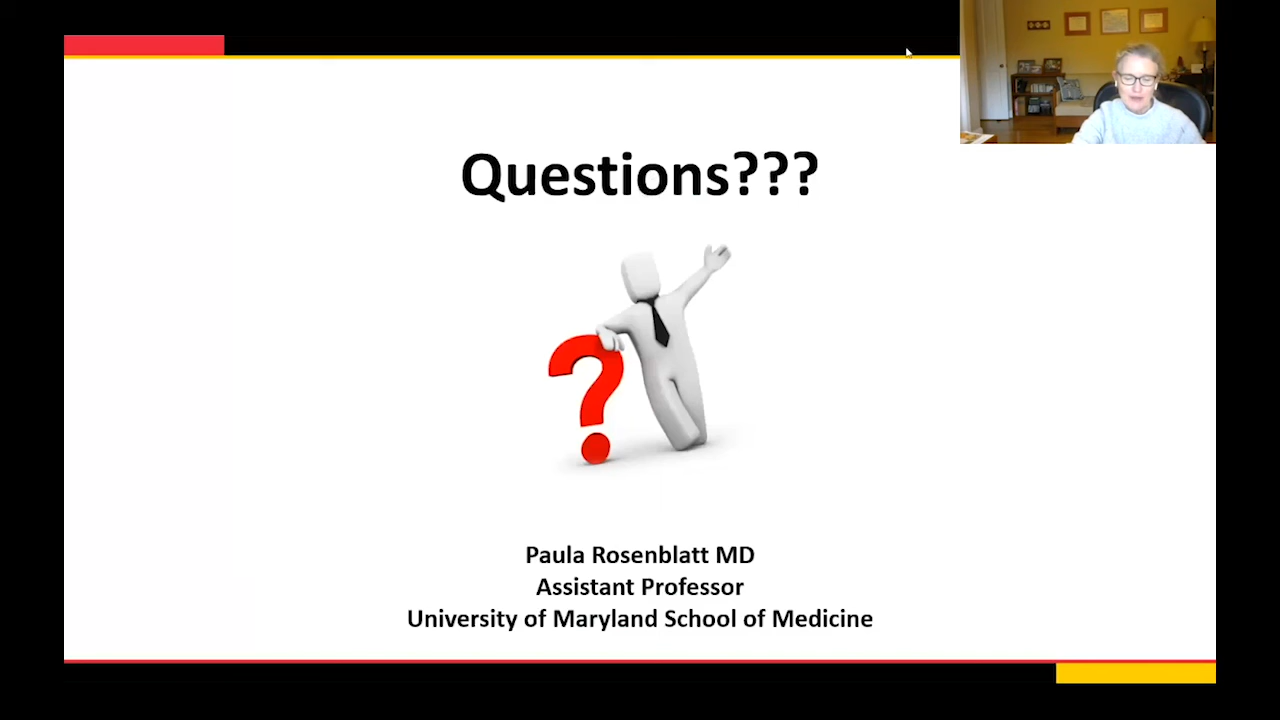 Questions???
Paula Rosenblatt MD
Assistant Professor
University of Maryland School of Medicine